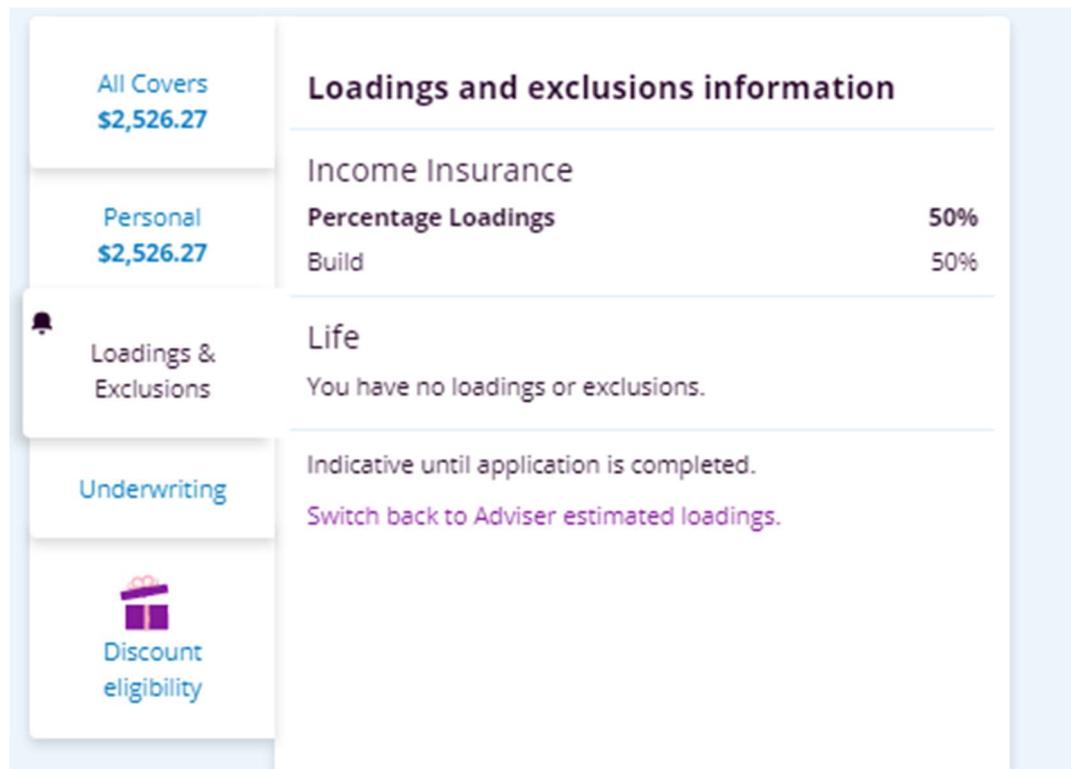 All Covers
$2,526.27
Personal
$2,526.27
Loadings &
Exclusions
Underwriting
Discount
eligibility
Loadings and exclusions information
Income Insurance
Percentage Loadings 50%
Build 50%
Life
You have no loadings or exclusions.
Indicative until application is completed.
Switch back to Adviser estimated loadings.